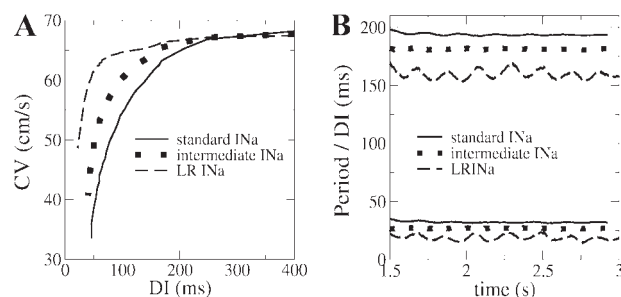 A
CV (cm/s)
70
60
50
40
30
0
100
200
300
400
DI (ms)
standard INa
intermediate INa
LR INa
B
Period / DI (ms)
200
150
100
50
0
1.5
2
2.5
3
time (s)
standard INa
intermediate INa
LRINa